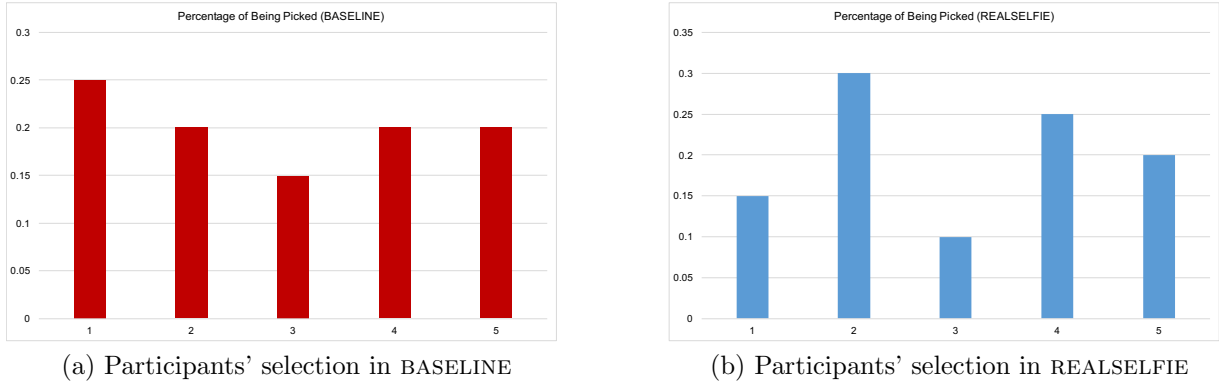 Percentage of Being Picked (BASELINE)
0.3
0.25
0.2
0.15
0.1
0.05
0
1 2 3 4 5
(a) Participants' selection in BASELINE
Percentage of Being Picked (REALSELFIE)
0.35
0.3
0.25
0.2
0.15
0.1
0.05
0
1 2 3 4 5
(b) Participants' selection in REALSELFIE